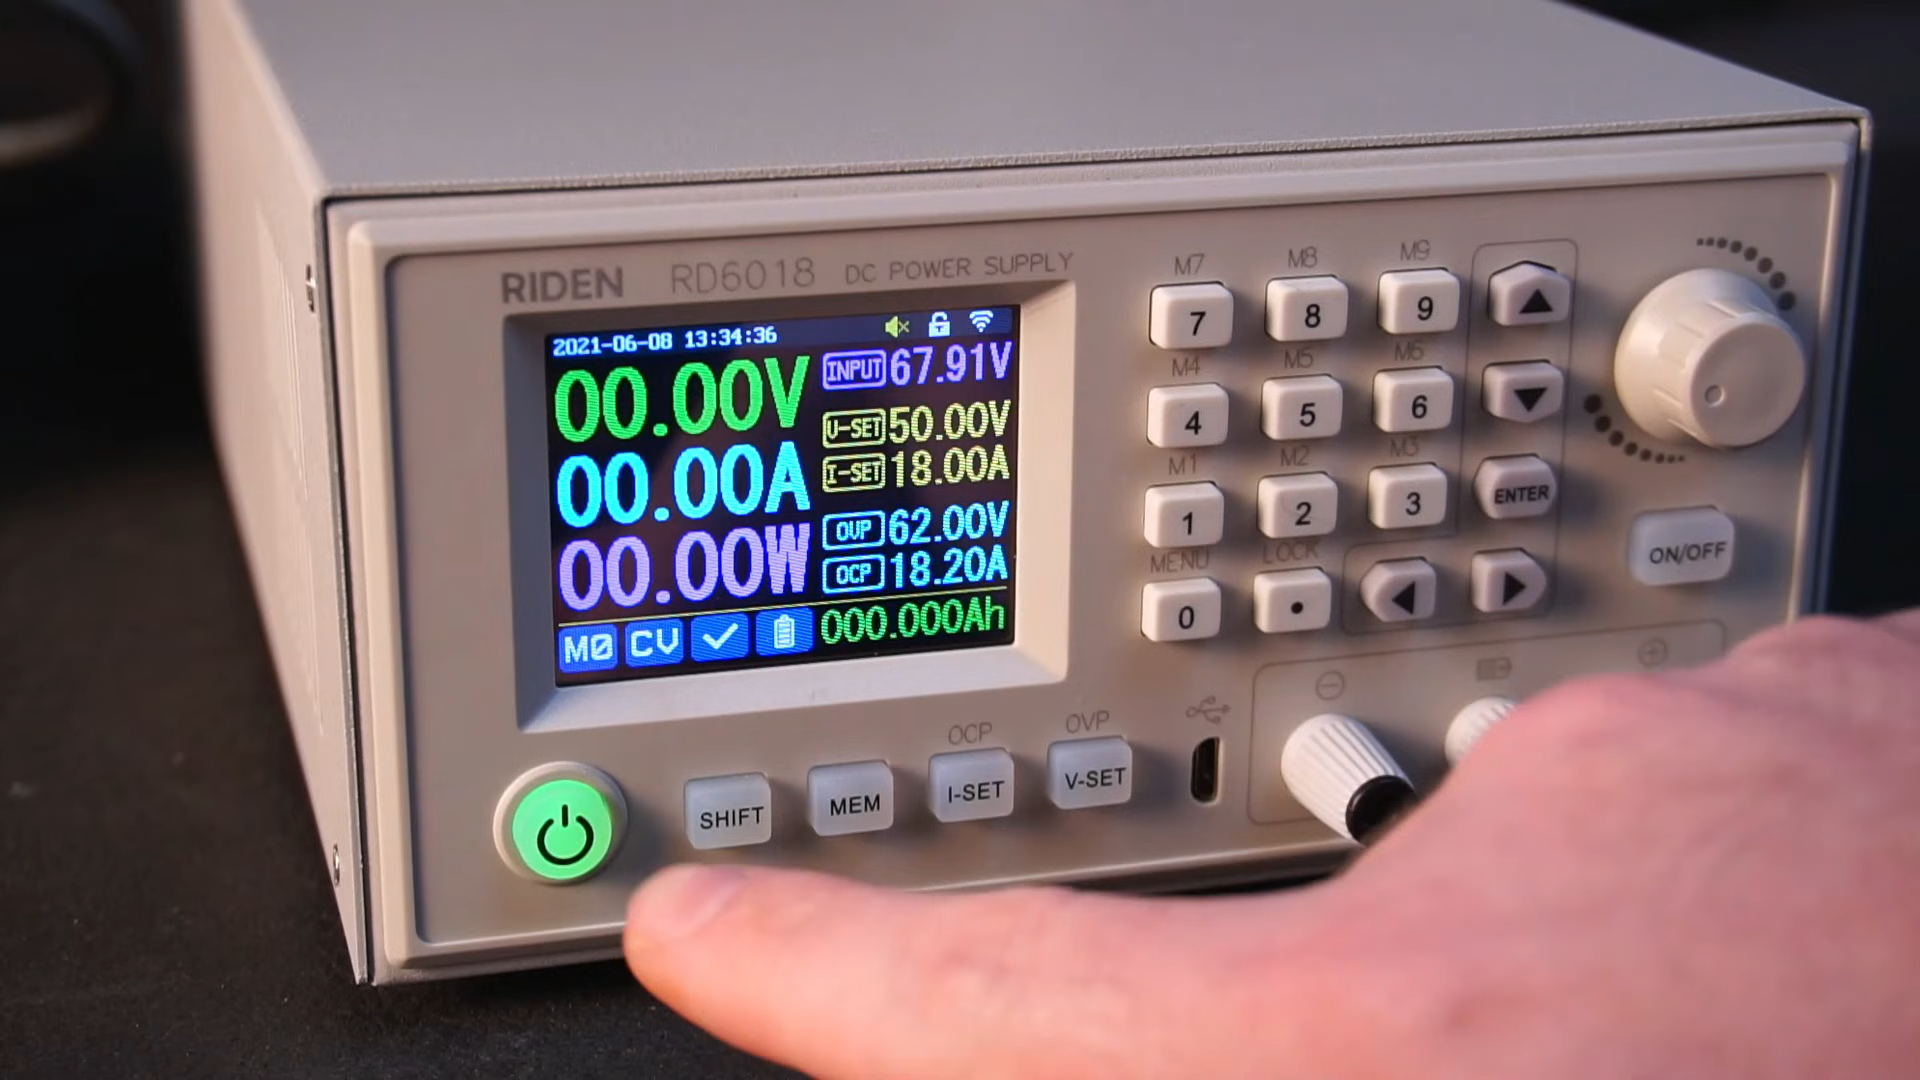 RIDEN RD6018 DC POWER SUPPLY
2021-06-08 13:34:36
00.00V
00.00A
00.00W
INPUT 67.91V
V-SET 50.00V
I-SET 18.00A
OVP 62.00V
OCP 18.20A
M0 CV 000.000Ah
M7 M8 M9
7 8 9
M4 M5 M6
4 5 6
M1 M2 M3
1 2 3 ENTER
MENU LOCK
0 •
ON/OFF
OCP OVP
SHIFT MEM I-SET V-SET